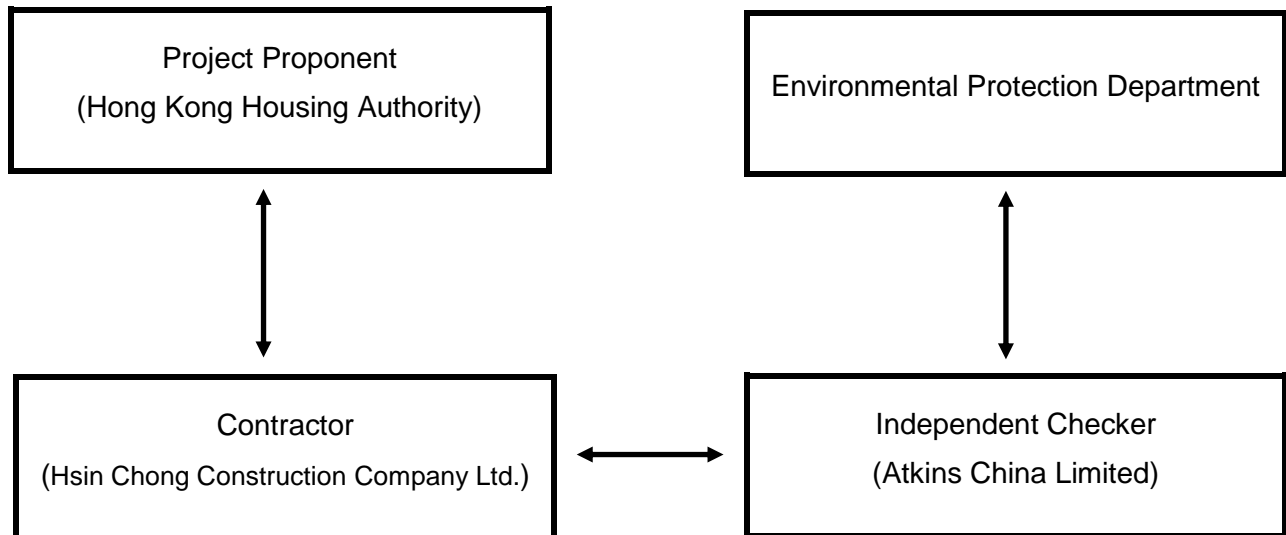 Project Proponent
(Hong Kong Housing Authority)
Environmental Protection Department
Contractor
(Hsin Chong Construction Company Ltd.)
Independent Checker
(Atkins China Limited)